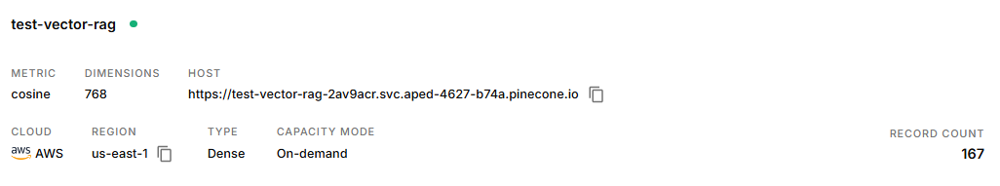 test-vector-rag
METRIC DIMENSIONS HOST
cosine 768 https://test-vector-rag-2av9acr.svc.aped-4627-b74a.pinecone.io
CLOUD REGION TYPE CAPACITY MODE RECORD COUNT
aws AWS us-east-1 Dense On-demand 167